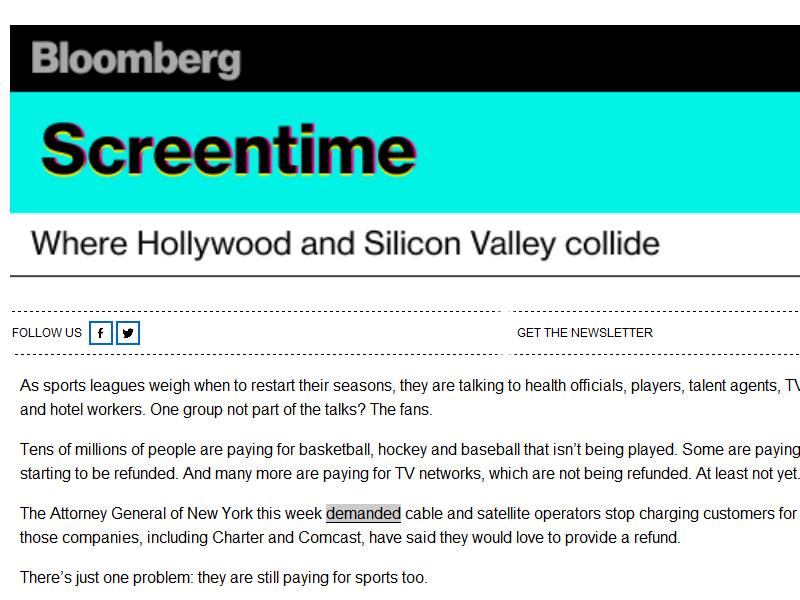 Bloomberg
Screentime
Where Hollywood and Silicon Valley collide
FOLLOW US GET THE NEWSLETTER
As sports leagues weigh when to restart their seasons, they are talking to health officials, players, talent agents, TV
and hotel workers. One group not part of the talks? The fans.
Tens of millions of people are paying for basketball, hockey and baseball that isn’t being played. Some are paying
starting to be refunded. And many more are paying for TV networks, which are not being refunded. At least not yet.
The Attorney General of New York this week demanded cable and satellite operators stop charging customers for
those companies, including Charter and Comcast, have said they would love to provide a refund.
There’s just one problem: they are still paying for sports too.